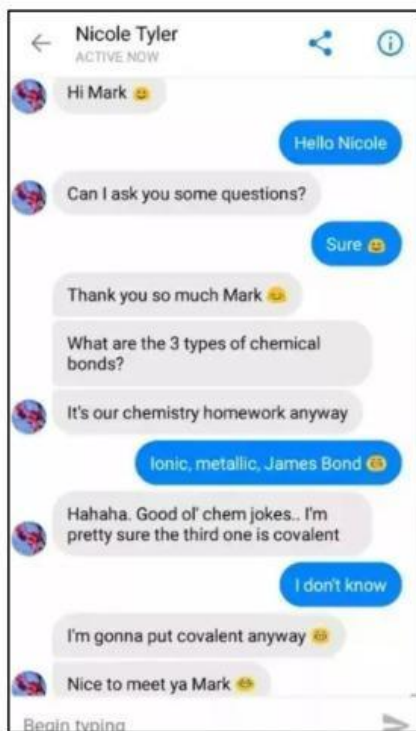 Nicole Tyler
ACTIVE NOW
Hi Mark 😀
Hello Nicole
Can I ask you some questions?
Sure 😀
Thank you so much Mark 😊
What are the 3 types of chemical
bonds?
It's our chemistry homework anyway
Ionic, metallic, James Bond 😂
Hahaha. Good ol' chem jokes.. I'm
pretty sure the third one is covalent
I don't know
I'm gonna put covalent anyway 😂
Nice to meet ya Mark 😂
Begin typing